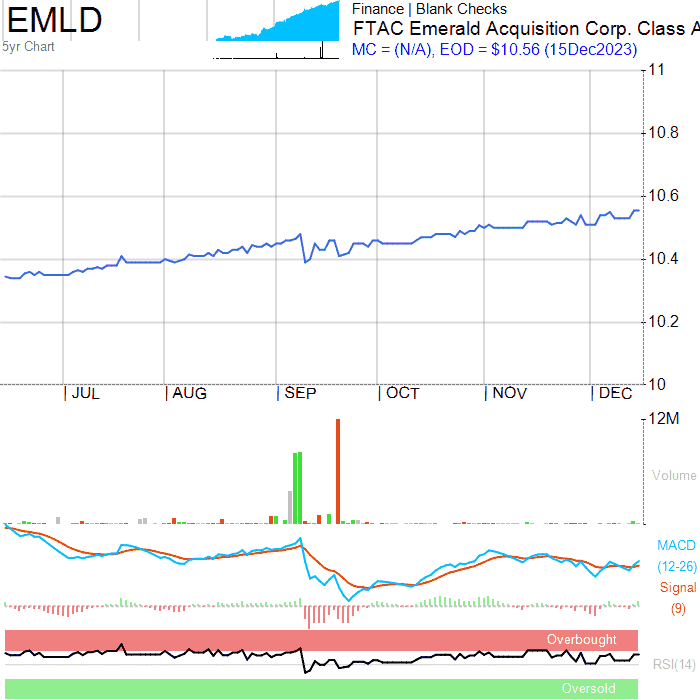 EMLD
5yr Chart
Finance | Blank Checks
FTAC Emerald Acquisition Corp. Class A
MC = (N/A), EOD = $10.56 (15Dec2023)
11
10.8
10.6
10.4
10.2
10
| JUL | AUG | SEP | OCT | NOV | DEC
12M
Volume
MACD
(12-26)
Signal
(9)
Overbought
RSI(14)
Oversold